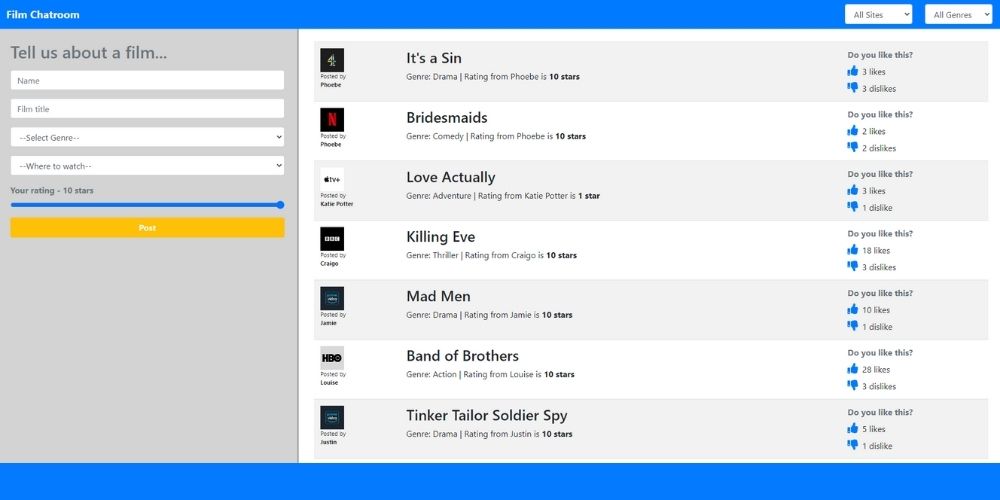 Film Chatroom
All Sites
All Genres
Tell us about a film...
Name
Film title
--Select Genre--
--Where to watch--
Your rating - 10 stars
Post
4
Posted by
Phoebe
It's a Sin
Genre: Drama | Rating from Phoebe is 10 stars
Do you like this?
3 likes
3 dislikes
N
Posted by
Phoebe
Bridesmaids
Genre: Comedy | Rating from Phoebe is 10 stars
Do you like this?
2 likes
2 dislikes
tv+
Posted by
Katie Potter
Love Actually
Genre: Adventure | Rating from Katie Potter is 1 star
Do you like this?
3 likes
1 dislike
BBC
Posted by
Craigo
Killing Eve
Genre: Thriller | Rating from Craigo is 10 stars
Do you like this?
18 likes
3 dislikes
prime
video
Posted by
Jamie
Mad Men
Genre: Drama | Rating from Jamie is 10 stars
Do you like this?
10 likes
1 dislike
HBO
Posted by
Louise
Band of Brothers
Genre: Action | Rating from Louise is 10 stars
Do you like this?
28 likes
3 dislikes
prime
video
Posted by
Justin
Tinker Tailor Soldier Spy
Genre: Drama | Rating from Justin is 10 stars
Do you like this?
5 likes
1 dislike